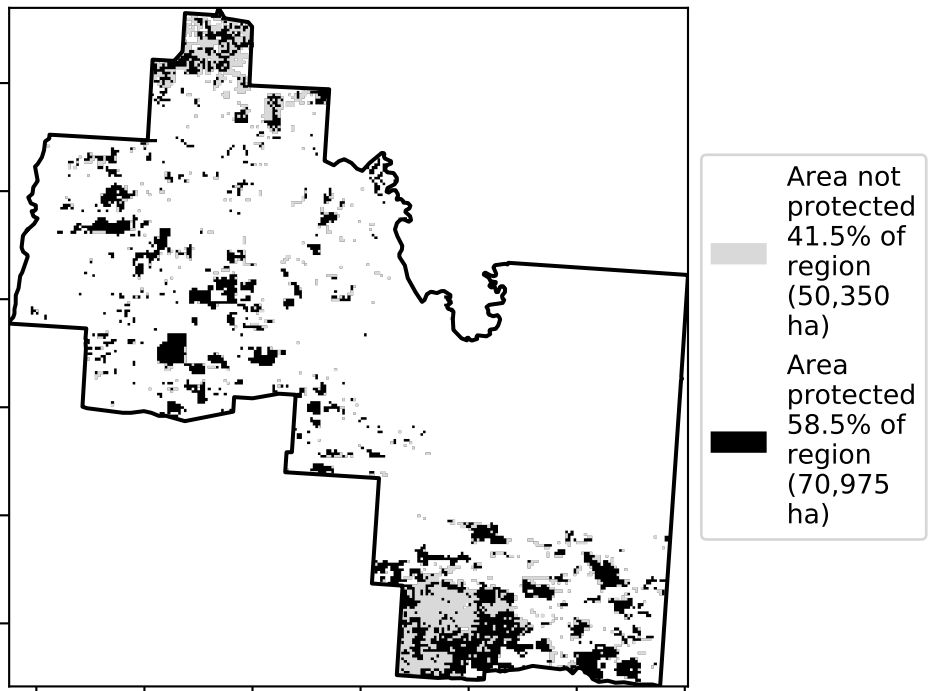 Area not
protected
41.5% of
region
(50,350
ha)
Area
protected
58.5% of
region
(70,975
ha)